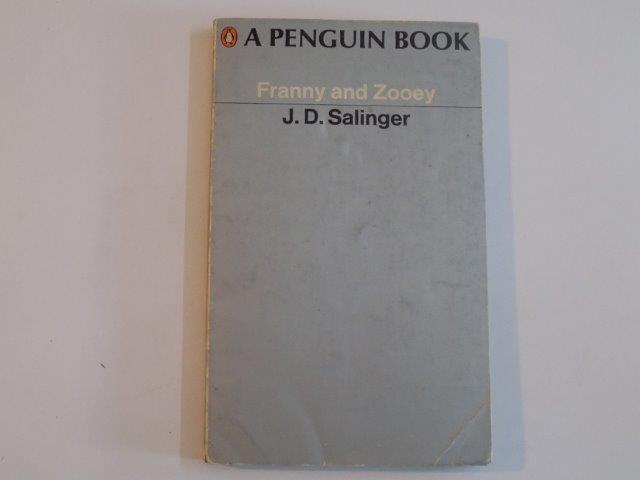 A PENGUIN BOOK
Franny and Zooey
J. D. Salinger